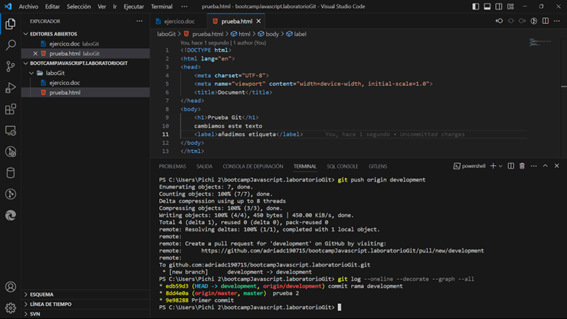 Archivo Editar Selección Ver Ir Ejecutar Terminal ··· prueba.html - bootcampJavascript.laboratorioGit - Visual Studio Code
EXPLORADOR
EDITORES ABIERTOS
ejercico.doc laboGit
prueba.html laboGit
BOOTCAMPJAVASCRIPT.LABORATORIOGIT
laboGit
ejercico.doc
prueba.html
ESQUEMA
LÍNEA DE TIEMPO
SVN
ejercico.doc prueba.html
laboGit > prueba.html > html > body > label
You, hace 1 segundo | 1 author (You)
1 <!DOCTYPE html>
2 <html lang="en">
3 <head>
4 <meta charset="UTF-8">
5 <meta name="viewport" content="width=device-width, initial-scale=1.0">
6 <title>Document</title>
7 </head>
8 <body>
9 <h1>Prueba Git</h1>
10 cambiamos este texto
11 <label>añadimos etiqueta</label> You, hace 1 segundo • Uncommitted changes
12 </body>
13 </html>
PROBLEMAS SALIDA CONSOLA DE DEPURACIÓN TERMINAL SQL CONSOLE GITLENS powershell
PS C:\Users\Pichi 2\bootcampJavascript.laboratorioGit> git push origin development
Enumerating objects: 7, done.
Counting objects: 100% (7/7), done.
Delta compression using up to 8 threads
Compressing objects: 100% (3/3), done.
Writing objects: 100% (4/4), 450 bytes | 450.00 KiB/s, done.
Total 4 (delta 1), reused 0 (delta 0), pack-reused 0
remote: Resolving deltas: 100% (1/1), completed with 1 local object.
remote:
remote: Create a pull request for 'development' on GitHub by visiting:
remote: https://github.com/adriadc190715/bootcampJavascript.laboratorioGit/pull/new/development
remote:
To github.com:adriadc190715/bootcampJavascript.laboratorioGit.git
* [new branch] development -> development
PS C:\Users\Pichi 2\bootcampJavascript.laboratorioGit> git log --oneline --decorate --graph --all
* edb59d3 (HEAD -> development, origin/development) commit rama development
* 8dd4e0a (origin/master, master) prueba 2
* 9e98288 Primer commit
PS C:\Users\Pichi 2\bootcampJavascript.laboratorioGit>